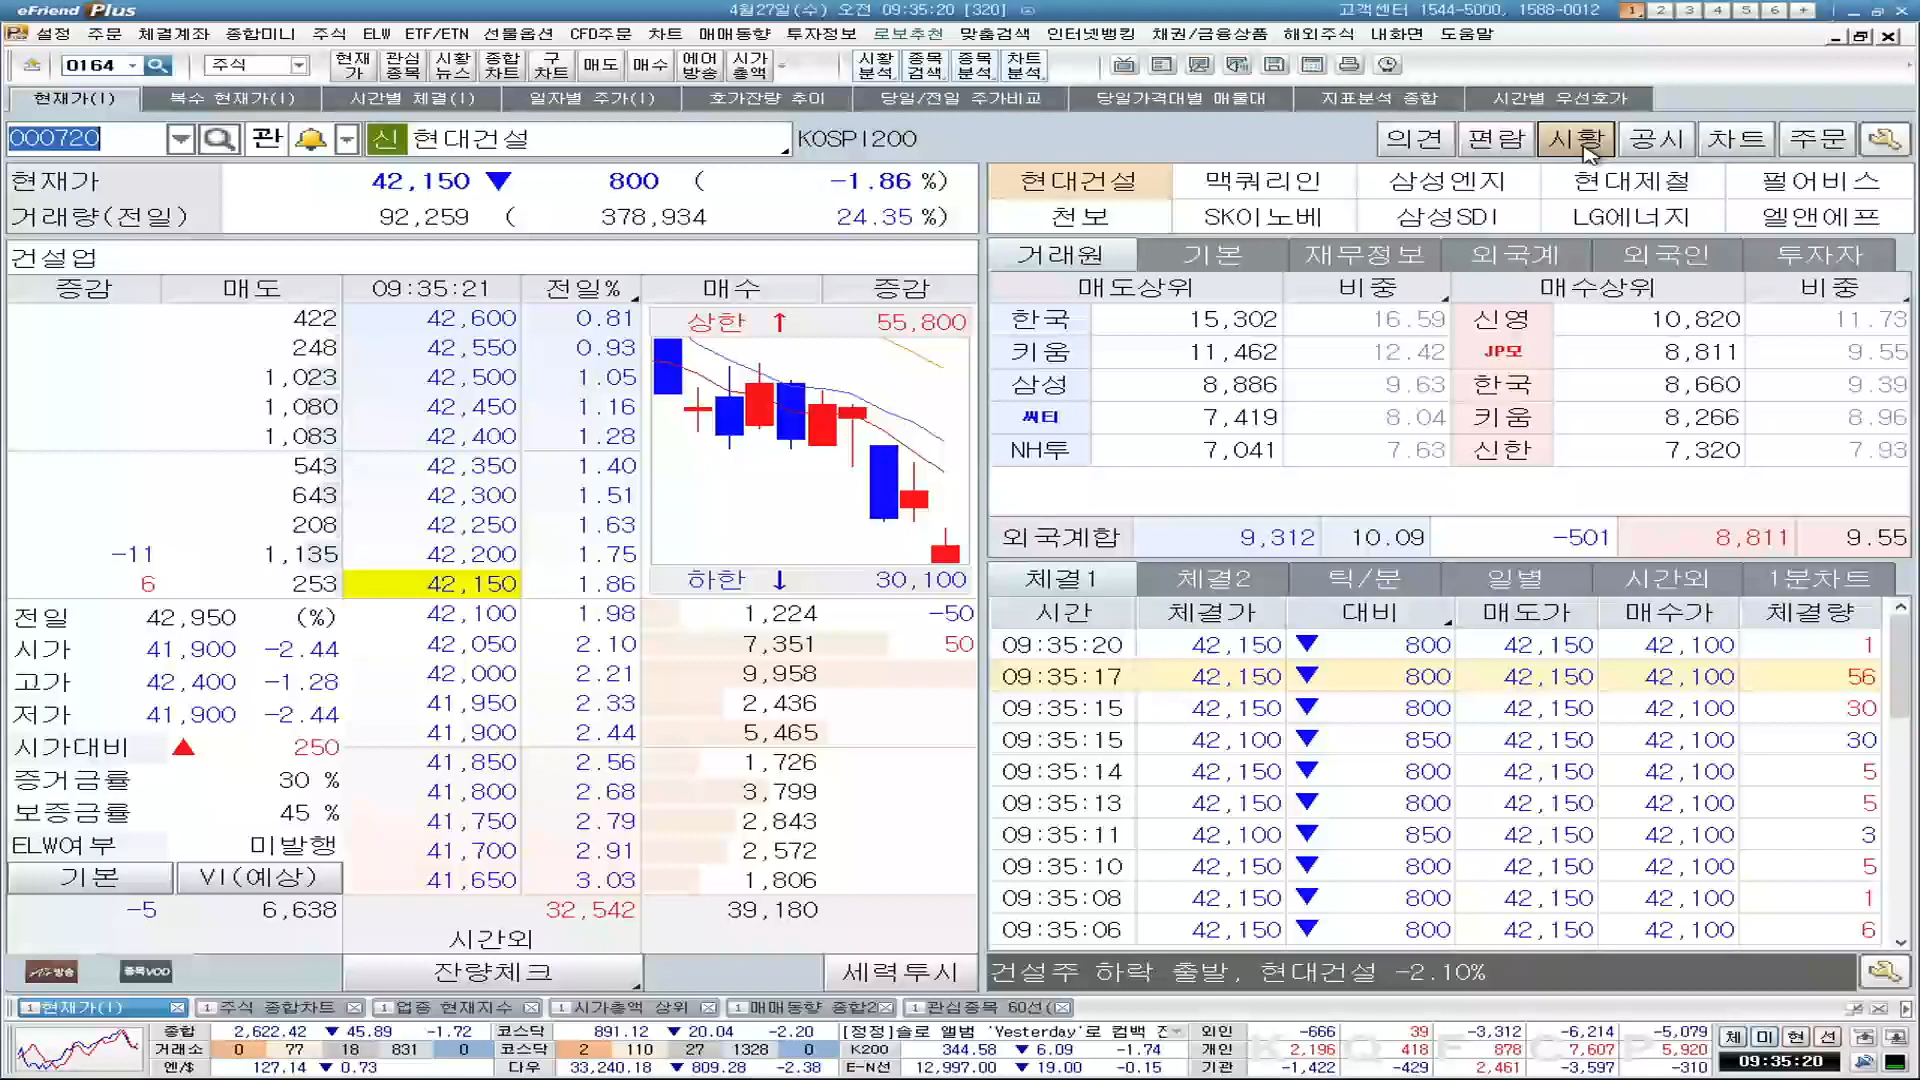 eFriend Plus 4월27일(수) 오전 09:35:20 [320] 고객센터 1544-5000, 1588-0012 1 2 3 4 5 6 +
설정 주문 체결계좌 종합미니 주식 ELW ETF/ETN 선물옵션 CFD주문 차트 매매동향 투자정보 로보추천 맞춤검색 인터넷뱅킹 채권/금융상품 해외주식 내화면 도움말
0164 주식 현재가 관심종목 시황뉴스 종합차트 구차트 매도 매수 에어방송 시가총액 시황분석 종목검색 종목분석 차트분석
현재가(1) 복수 현재가(1) 시간별 체결(1) 일자별 주가(1) 호가잔량 추이 당일/전일 주가비교 당일가격대별 매물대 지표분석 종합 시간별 우선호가
000720 관 신 현대건설 KOSPI200 의견 편람 시황 공시 차트 주문
현재가 42,150 ▼ 800 ( -1.86 %)
거래량(전일) 92,259 ( 378,934 24.35 %)
현대건설 맥쿼리인 삼성엔지 현대제철 펄어비스
천보 SK이노베 삼성SDI LG에너지 엘앤에프
건설업
증감 매도 09:35:21 전일% 매수 증감
422 42,600 0.81
248 42,550 0.93
1,023 42,500 1.05
1,080 42,450 1.16
1,083 42,400 1.28
543 42,350 1.40
643 42,300 1.51
208 42,250 1.63
-11 1,135 42,200 1.75
6 253 42,150 1.86
상한 ↑ 55,800
하한 ↓ 30,100
42,100 1.98 1,224 -50
42,050 2.10 7,351 50
42,000 2.21 9,958
41,950 2.33 2,436
41,900 2.44 5,465
41,850 2.56 1,726
41,800 2.68 3,799
41,750 2.79 2,843
41,700 2.91 2,572
41,650 3.03 1,806
전일 42,950 (%)
시가 41,900 -2.44
고가 42,400 -1.28
저가 41,900 -2.44
시가대비 ▲ 250
증거금률 30 %
보증금률 45 %
ELW여부 미발행
기본 VI(예상)
-5 6,638 32,542 39,180
시간외
종목VOD 잔량체크 세력투시
거래원 기본 재무정보 외국계 외국인 투자자
매도상위 비중 매수상위 비중
한국 15,302 16.59 신영 10,820 11.73
키움 11,462 12.42 JP모 8,811 9.55
삼성 8,886 9.63 한국 8,660 9.39
씨티 7,419 8.04 키움 8,266 8.96
NH투 7,041 7.63 신한 7,320 7.93
외국계합 9,312 10.09 -501 8,811 9.55
체결1 체결2 틱/분 일별 시간외 1분차트
시간 체결가 대비 매도가 매수가 체결량
09:35:20 42,150 ▼ 800 42,150 42,100 1
09:35:17 42,150 ▼ 800 42,150 42,100 56
09:35:15 42,150 ▼ 800 42,150 42,100 30
09:35:15 42,100 ▼ 850 42,150 42,100 30
09:35:14 42,150 ▼ 800 42,150 42,100 5
09:35:13 42,150 ▼ 800 42,150 42,100 5
09:35:11 42,100 ▼ 850 42,150 42,100 3
09:35:10 42,150 ▼ 800 42,150 42,100 5
09:35:08 42,150 ▼ 800 42,150 42,100 1
09:35:06 42,150 ▼ 800 42,150 42,100 6
건설주 하락 출발, 현대건설 -2.10%
1 현재가(1) 1 주식 종합차트 1 업종 현재지수 1 시가총액 상위 1 매매동향 종합2 1 관심종목 60선(
종합 2,622.42 ▼ 45.89 -1.72 코스닥 891.12 ▼ 20.04 -2.20 [정정]솔로 앨범 'Yesterday'로 컴백 외인 -666 39 -3,312 -6,214 -5,079 체 미 현 선
거래소 0 77 18 831 0 코스닥 2 110 27 1328 0 K200 344.58 ▼ 6.09 -1.74 개인 2,196 418 878 7,607 5,920
엔/$ 127.14 ▼ 0.73 다우 33,240.18 ▼ 809.28 -2.38 E-N선 12,997.00 ▼ 19.00 -0.15 기관 -1,422 -429 2,461 -3,597 -310 09:35:20